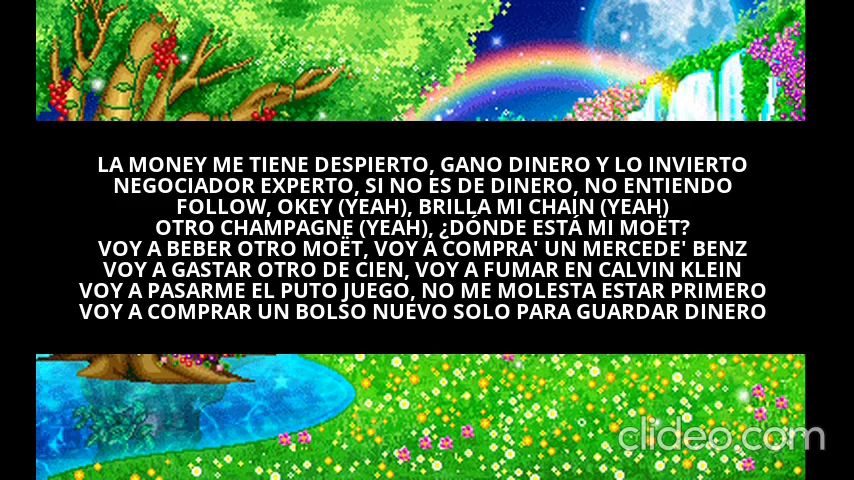 LA MONEY ME TIENE DESPIERTO, GANO DINERO Y LO INVIERTO
NEGOCIADOR EXPERTO, SI NO ES DE DINERO, NO ENTIENDO
FOLLOW, OKEY (YEAH), BRILLA MI CHAIN (YEAH)
OTRO CHAMPAGNE (YEAH), ¿DÓNDE ESTÁ MI MOËT?
VOY A BEBER OTRO MOËT, VOY A COMPRA' UN MERCEDE' BENZ
VOY A GASTAR OTRO DE CIEN, VOY A FUMAR EN CALVIN KLEIN
VOY A PASARME EL PUTO JUEGO, NO ME MOLESTA ESTAR PRIMERO
VOY A COMPRAR UN BOLSO NUEVO SOLO PARA GUARDAR DINERO
clideo.com